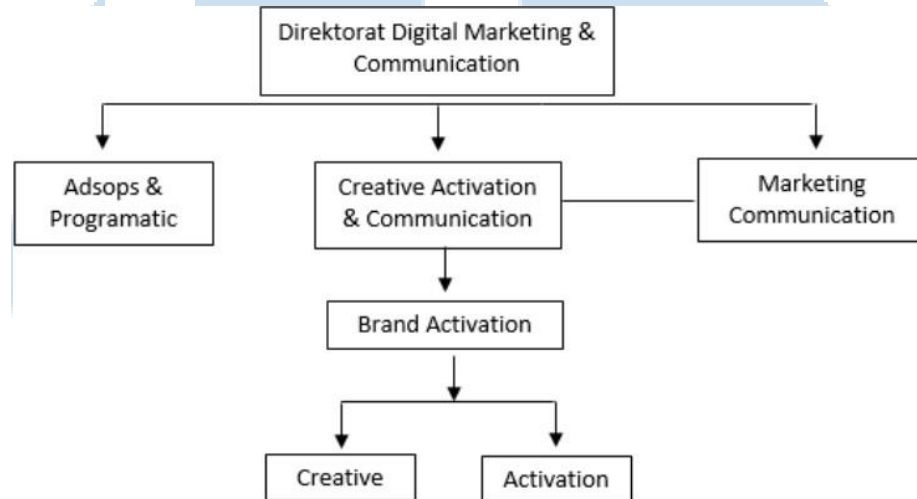 Direktorat Digital Marketing &
Communication
Adsops &
Programatic
Creative Activation
& Communication
Marketing
Communication
Brand Activation
Creative
Activation